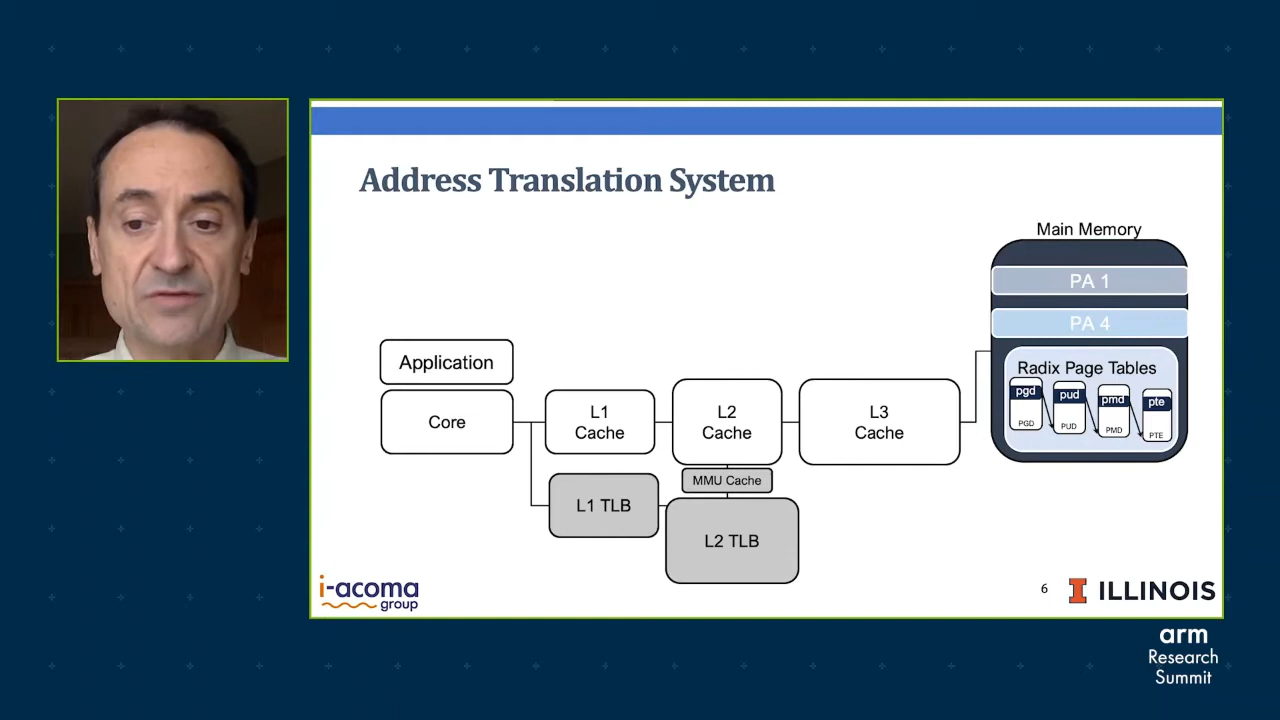 Address Translation System
Main Memory
PA 1
PA 4
Radix Page Tables
pgd
pud
pmd
pte
PGD
PUD
PMD
PTE
Application
Core
L1
Cache
L2
Cache
L3
Cache
MMU Cache
L1 TLB
L2 TLB
i-acoma
group
6
ILLINOIS
arm
Research
Summit